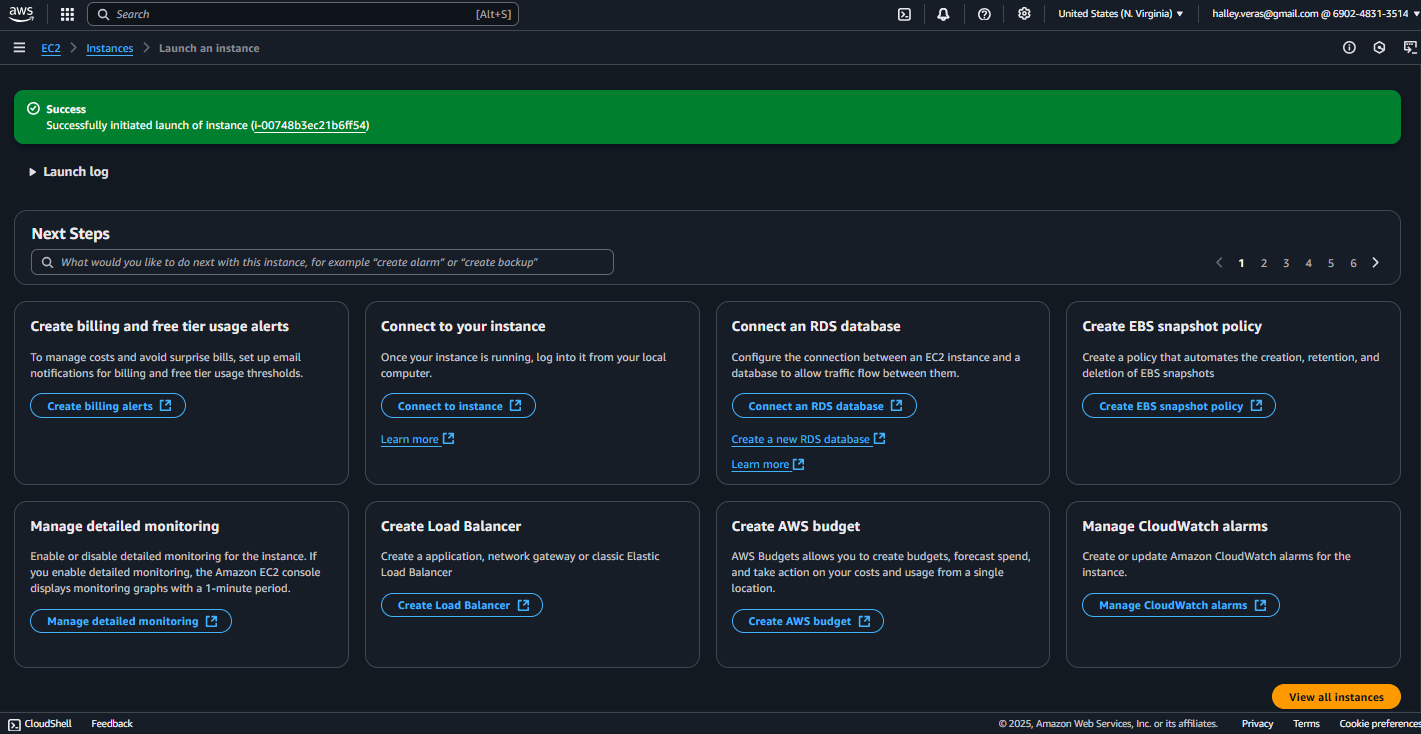 aws
Search [Alt+S]
United States (N. Virginia)
halley.veras@gmail.com @ 6902-4831-3514
EC2 Instances Launch an instance
Success
Successfully initiated launch of instance (i-00748b3ec21b6ff54)
Launch log
Next Steps
What would you like to do next with this instance, for example “create alarm” or “create backup”
1 2 3 4 5 6
Create billing and free tier usage alerts
To manage costs and avoid surprise bills, set up email
notifications for billing and free tier usage thresholds.
Create billing alerts
Connect to your instance
Once your instance is running, log into it from your local
computer.
Connect to instance
Learn more
Connect an RDS database
Configure the connection between an EC2 instance and a
database to allow traffic flow between them.
Connect an RDS database
Create a new RDS database
Learn more
Create EBS snapshot policy
Create a policy that automates the creation, retention, and
deletion of EBS snapshots
Create EBS snapshot policy
Manage detailed monitoring
Enable or disable detailed monitoring for the instance. If
you enable detailed monitoring, the Amazon EC2 console
displays monitoring graphs with a 1-minute period.
Manage detailed monitoring
Create Load Balancer
Create a application, network gateway or classic Elastic
Load Balancer
Create Load Balancer
Create AWS budget
AWS Budgets allows you to create budgets, forecast spend,
and take action on your costs and usage from a single
location.
Create AWS budget
Manage CloudWatch alarms
Create or update Amazon CloudWatch alarms for the
instance.
Manage CloudWatch alarms
View all instances
CloudShell Feedback
© 2025, Amazon Web Services, Inc. or its affiliates. Privacy Terms Cookie preferences